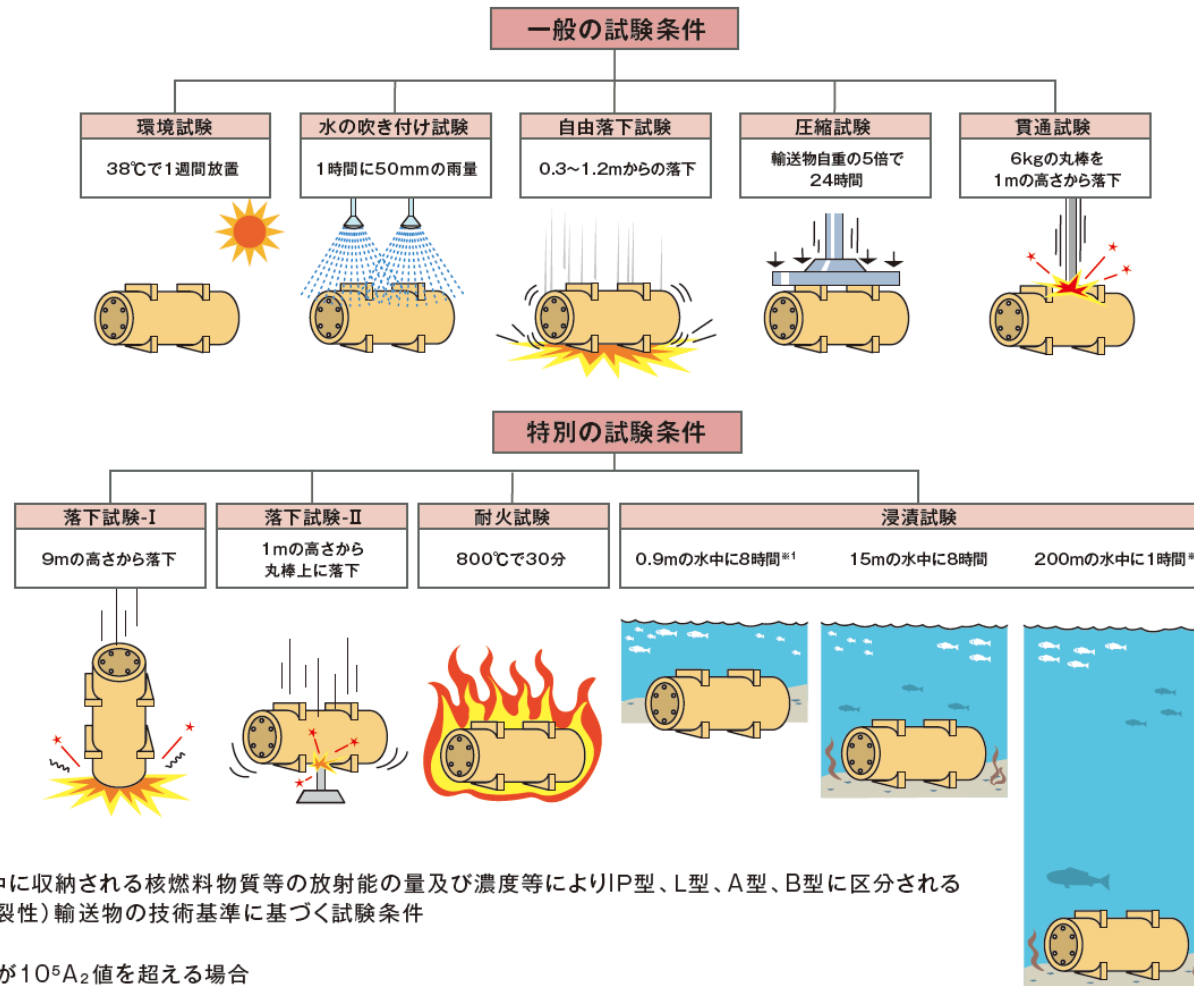 一般の試験条件
環境試験
38℃で1週間放置
水の吹き付け試験
1時間に50mmの雨量
自由落下試験
0.3～1.2mからの落下
圧縮試験
輸送物自重の5倍で
24時間
貫通試験
6kgの丸棒を
1mの高さから落下
特別の試験条件
落下試験-I
9mの高さから落下
落下試験-II
1mの高さから
丸棒上に落下
耐火試験
800℃で30分
浸漬試験
0.9mの水中に8時間※1
15mの水中に8時間
200mの水中に1時間※
に収納される核燃料物質等の放射能の量及び濃度等によりIP型、L型、A型、B型に区分される
裂性）輸送物の技術基準に基づく試験条件
が10⁵A₂値を超える場合